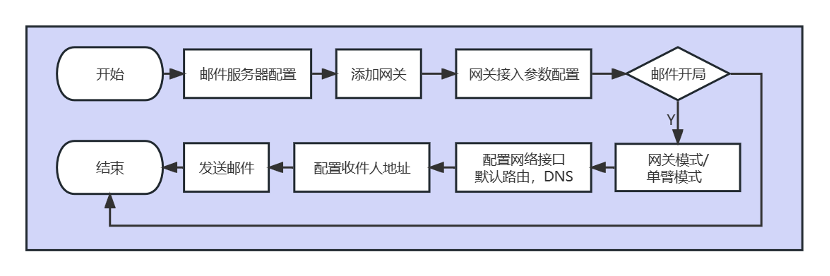 开始
邮件服务器配置
添加网关
网关接入参数配置
邮件开局
Y
网关模式/
单臂模式
配置网络接口
默认路由，DNS
配置收件人地址
发送邮件
结束